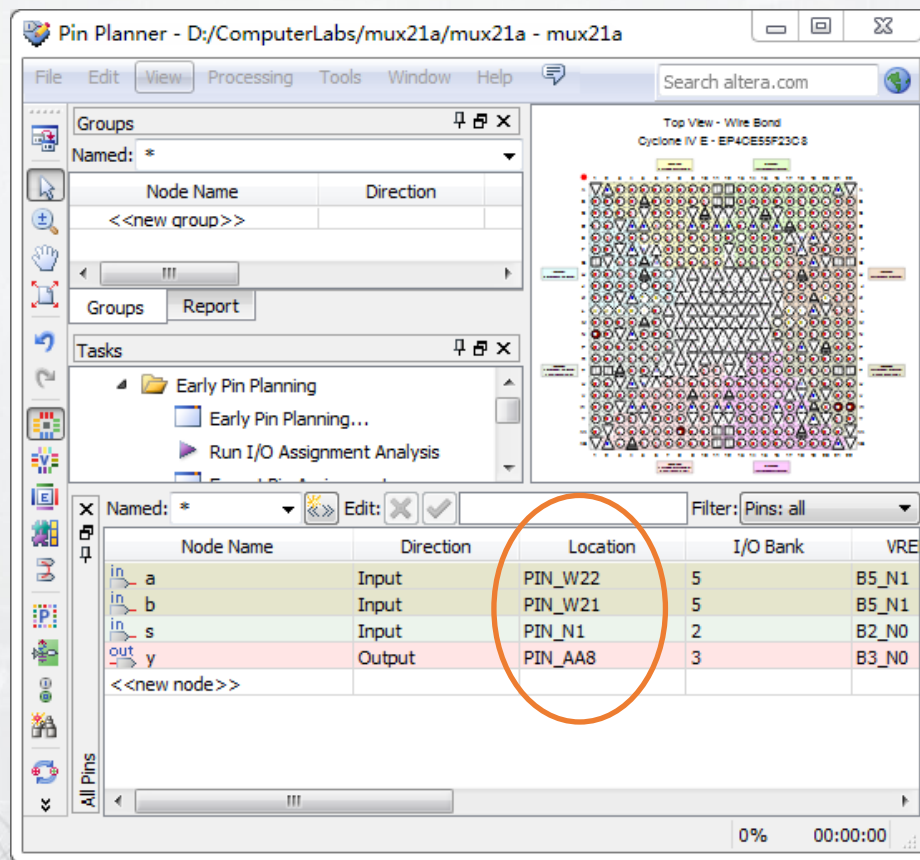 Pin Planner - D:/ComputerLabs/mux21a/mux21a - mux21a
File Edit View Processing Tools Window Help
Search altera.com
Groups
Named: *
Node Name Direction
<<new group>>
Groups Report
Top View - Wire Bond
Cyclone IV E - EP4CE55F23C8
Tasks
Early Pin Planning
Early Pin Planning...
Run I/O Assignment Analysis
Named: * Edit: Filter: Pins: all
Node Name Direction Location I/O Bank VRE
in a Input PIN_W22 5 B5_N1
in b Input PIN_W21 5 B5_N1
in s Input PIN_N1 2 B2_N0
out y Output PIN_AA8 3 B3_N0
<<new node>>
All Pins
0% 00:00:00